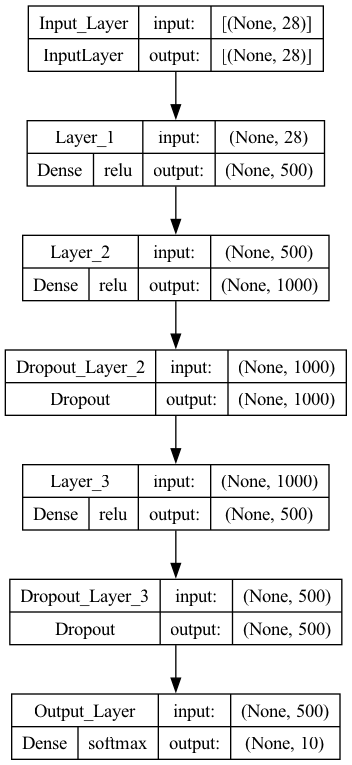 Input_Layer input: [(None, 28)]
InputLayer output: [(None, 28)]
Layer_1 input: (None, 28)
Dense relu output: (None, 500)
Layer_2 input: (None, 500)
Dense relu output: (None, 1000)
Dropout_Layer_2 input: (None, 1000)
Dropout output: (None, 1000)
Layer_3 input: (None, 1000)
Dense relu output: (None, 500)
Dropout_Layer_3 input: (None, 500)
Dropout output: (None, 500)
Output_Layer input: (None, 500)
Dense softmax output: (None, 10)